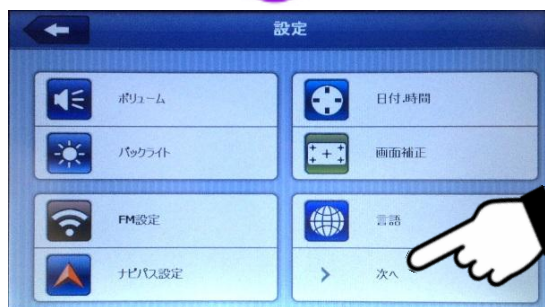 設定
ボリューム
日付.時間
バックライト
画面補正
FM設定
言語
ナビパス設定
次へ